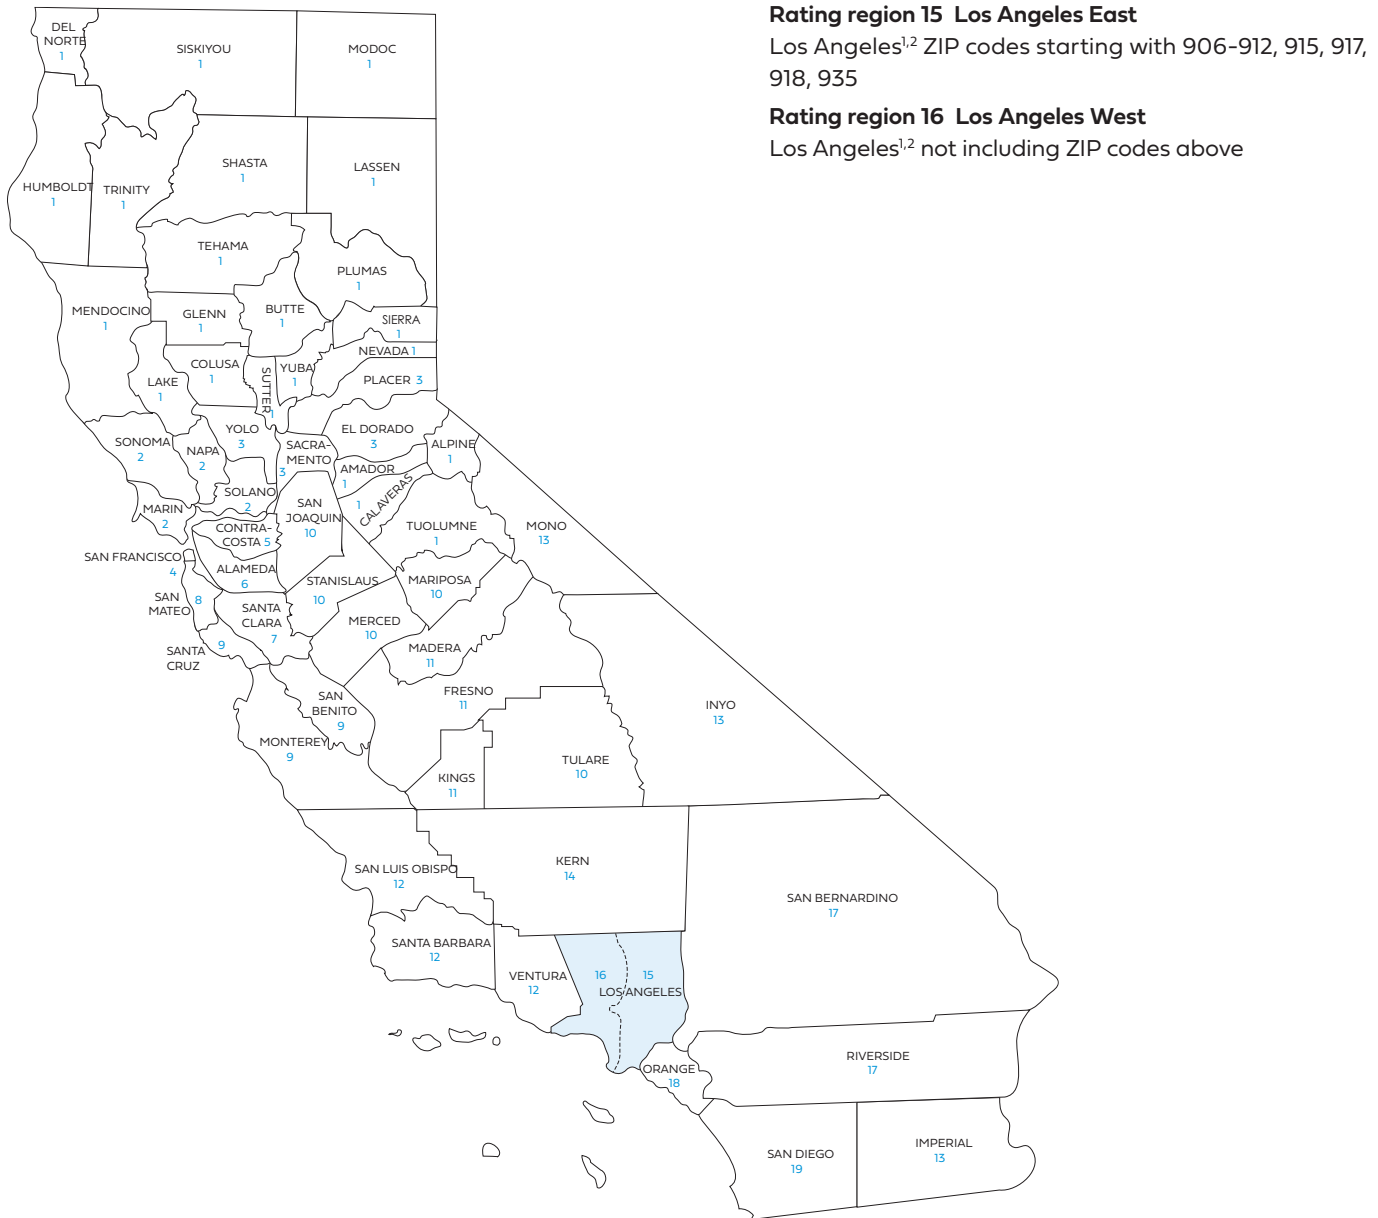 Rating region 15 Los Angeles East
Los Angeles1,2 ZIP codes starting with 906-912, 915, 917,
918, 935
Rating region 16 Los Angeles West
Los Angeles1,2 not including ZIP codes above
DEL
NORTE
1
SISKIYOU
1
MODOC
1
SHASTA
1
LASSEN
1
HUMBOLDT
1
TRINITY
1
TEHAMA
1
PLUMAS
1
MENDOCINO
1
GLENN
1
BUTTE
1
SIERRA
1
NEVADA 1
COLUSA
1
SUTTER
1
YUBA
1
PLACER 3
LAKE
1
SONOMA
2
NAPA
2
YOLO
3
SACRA-
MENTO
3
EL DORADO
3
ALPINE
1
AMADOR
1
CALAVERAS
1
SOLANO
2
MARIN
2
SAN
JOAQUIN
10
CONTRA-
COSTA 5
TUOLUMNE
1
MONO
13
SAN FRANCISCO
4
ALAMEDA
6
STANISLAUS
10
MARIPOSA
10
SAN
MATEO
8
SANTA
CLARA
7
MERCED
10
SANTA
CRUZ
9
MADERA
11
FRESNO
11
SAN
BENITO
9
INYO
13
MONTEREY
9
KINGS
11
TULARE
10
SAN LUIS OBISPO
12
KERN
14
SAN BERNARDINO
17
SANTA BARBARA
12
VENTURA
12
16
15
LOS ANGELES
ORANGE
18
RIVERSIDE
17
SAN DIEGO
19
IMPERIAL
13